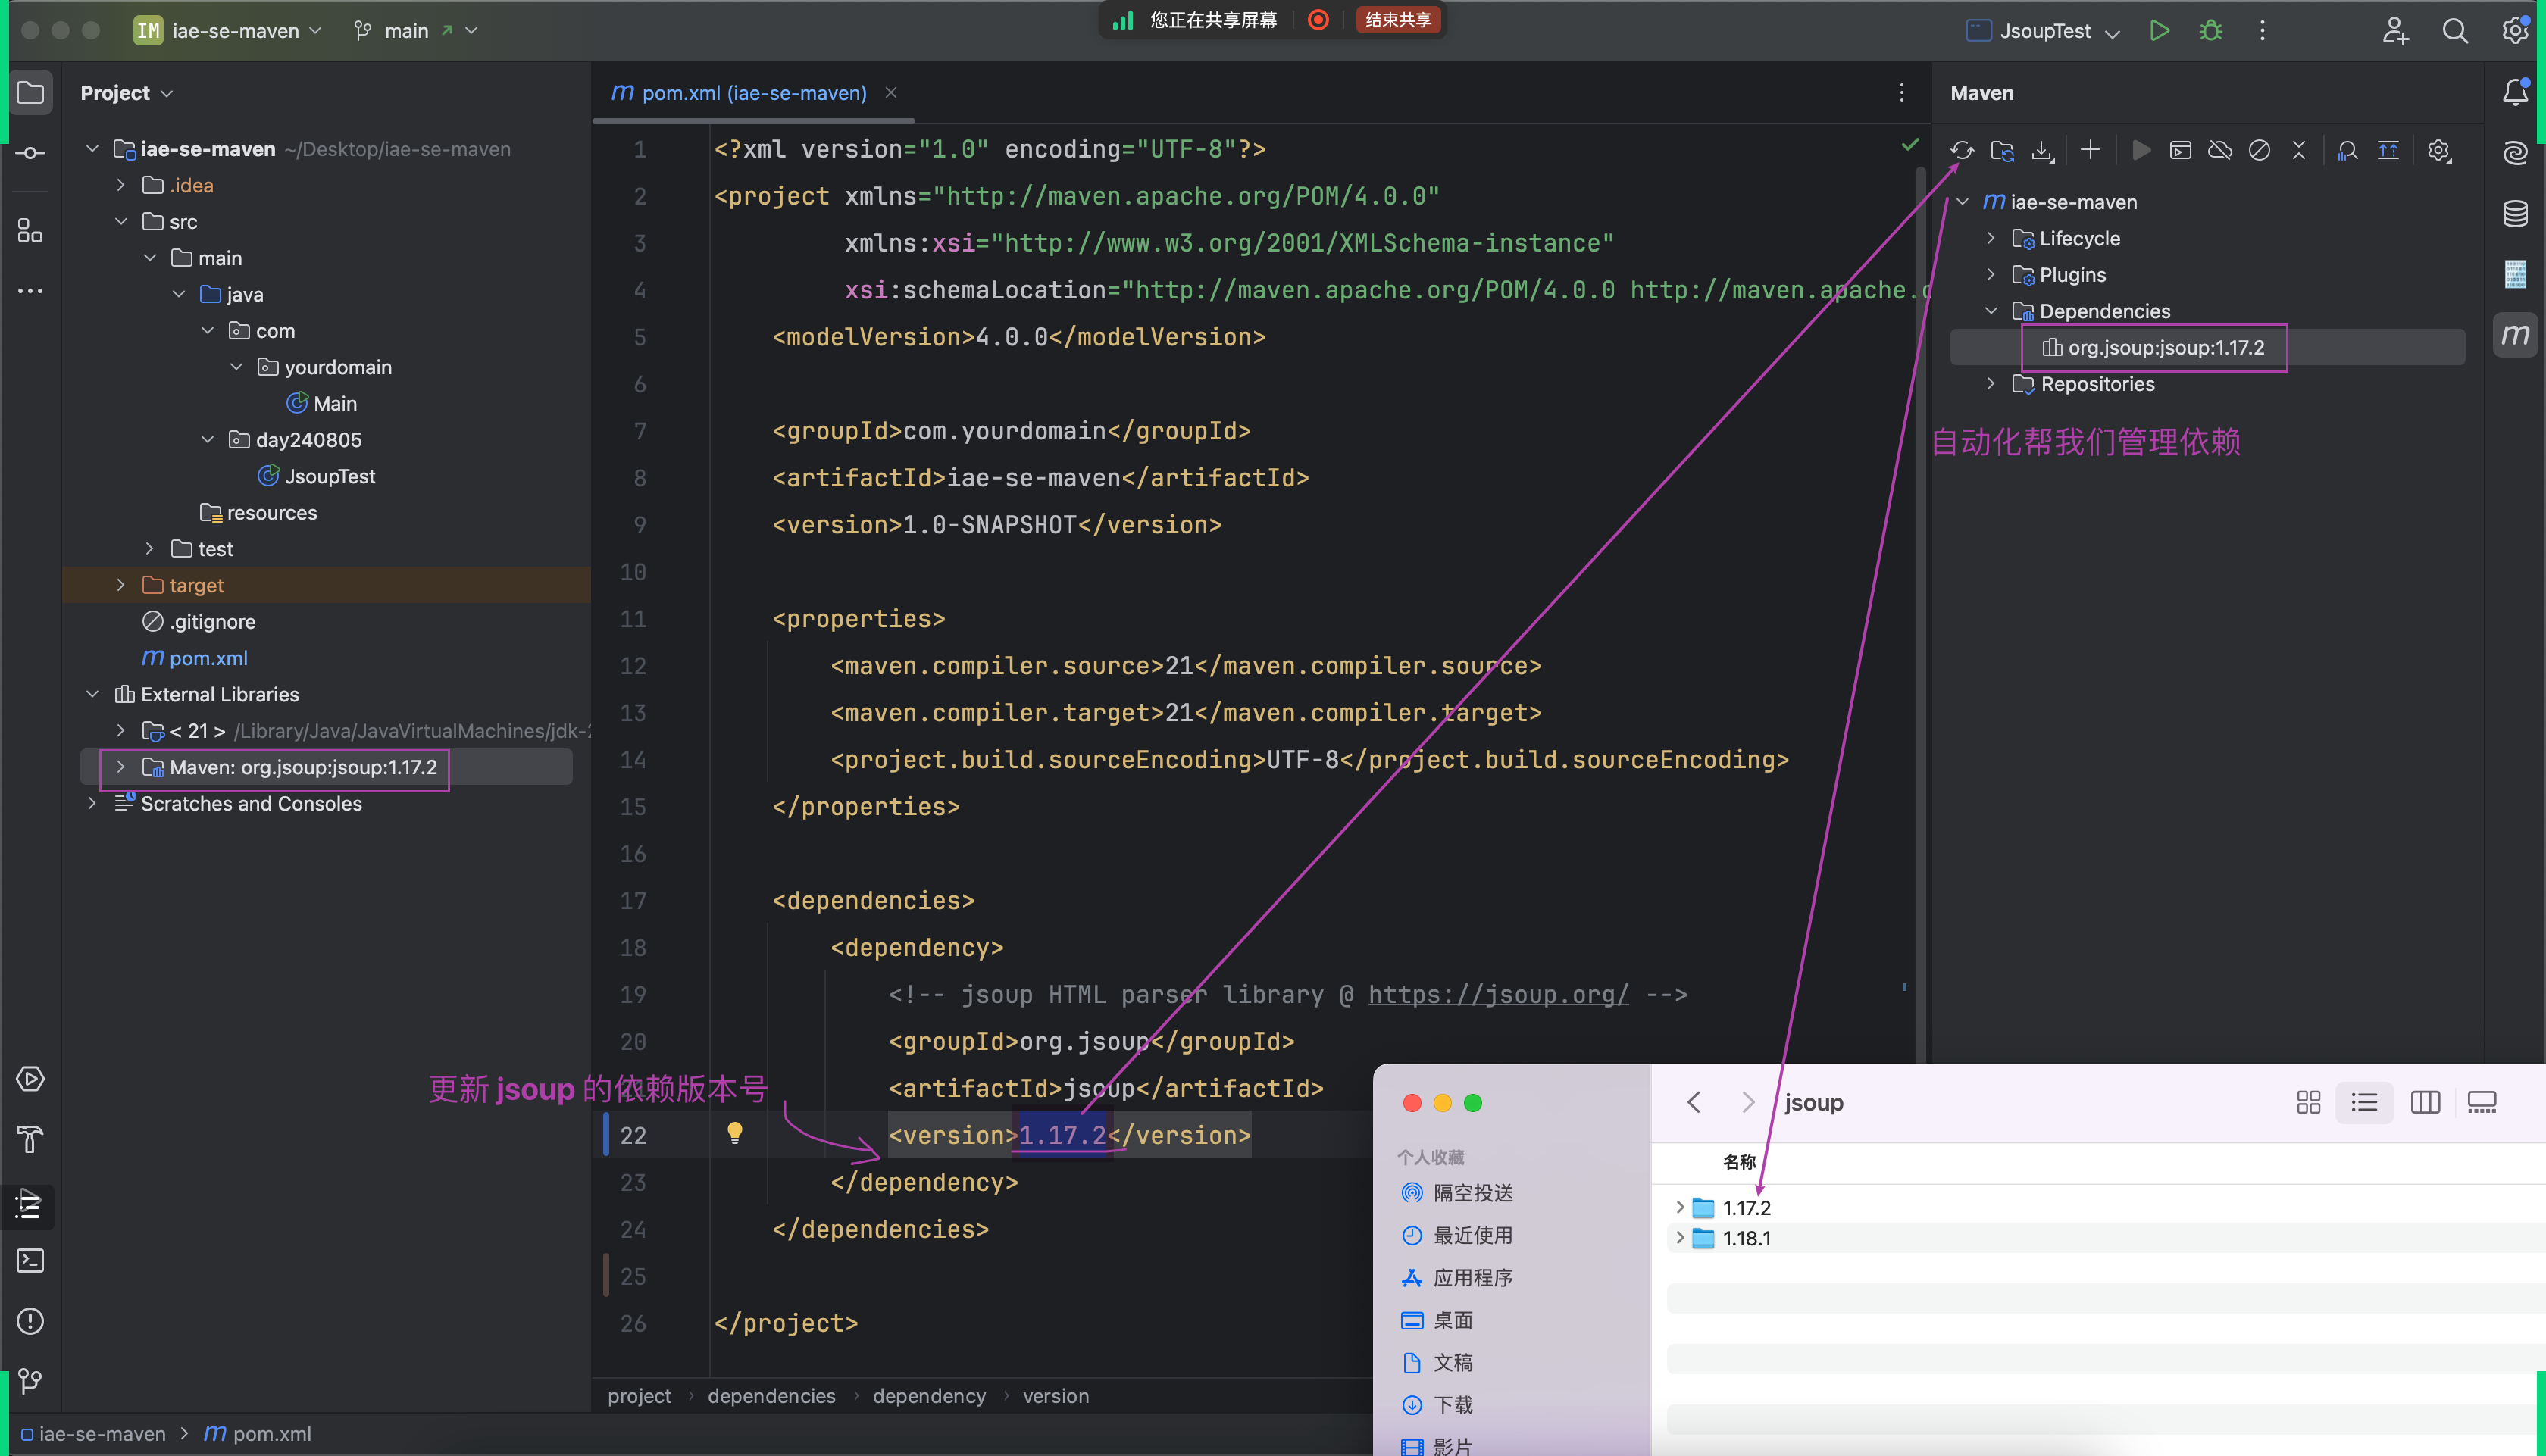 IM iae-se-maven
main
您正在共享屏幕
结束共享
JsoupTest
Project
iae-se-maven ~/Desktop/iae-se-maven
.idea
src
main
java
com
yourdomain
Main
day240805
JsoupTest
resources
test
target
.gitignore
pom.xml
External Libraries
< 21 > /Library/Java/JavaVirtualMachines/jdk-2
Maven: org.jsoup:jsoup:1.17.2
Scratches and Consoles
pom.xml (iae-se-maven)
1 <?xml version="1.0" encoding="UTF-8"?>
2 <project xmlns="http://maven.apache.org/POM/4.0.0"
3 xmlns:xsi="http://www.w3.org/2001/XMLSchema-instance"
4 xsi:schemaLocation="http://maven.apache.org/POM/4.0.0 http://maven.apache.o
5 <modelVersion>4.0.0</modelVersion>
6
7 <groupId>com.yourdomain</groupId>
8 <artifactId>iae-se-maven</artifactId>
9 <version>1.0-SNAPSHOT</version>
10
11 <properties>
12 <maven.compiler.source>21</maven.compiler.source>
13 <maven.compiler.target>21</maven.compiler.target>
14 <project.build.sourceEncoding>UTF-8</project.build.sourceEncoding>
15 </properties>
16
17 <dependencies>
18 <dependency>
19 <!-- jsoup HTML parser library @ https://jsoup.org/ -->
20 <groupId>org.jsoup</groupId>
更新 jsoup 的依赖版本号
<artifactId>jsoup</artifactId>
22 <version>1.17.2</version>
23 </dependency>
24 </dependencies>
25
26 </project>
project > dependencies > dependency > version
iae-se-maven > pom.xml
Maven
iae-se-maven
Lifecycle
Plugins
Dependencies
org.jsoup:jsoup:1.17.2
Repositories
自动化帮我们管理依赖
jsoup
个人收藏
隔空投送
最近使用
应用程序
桌面
文稿
下载
影片
名称
1.17.2
1.18.1